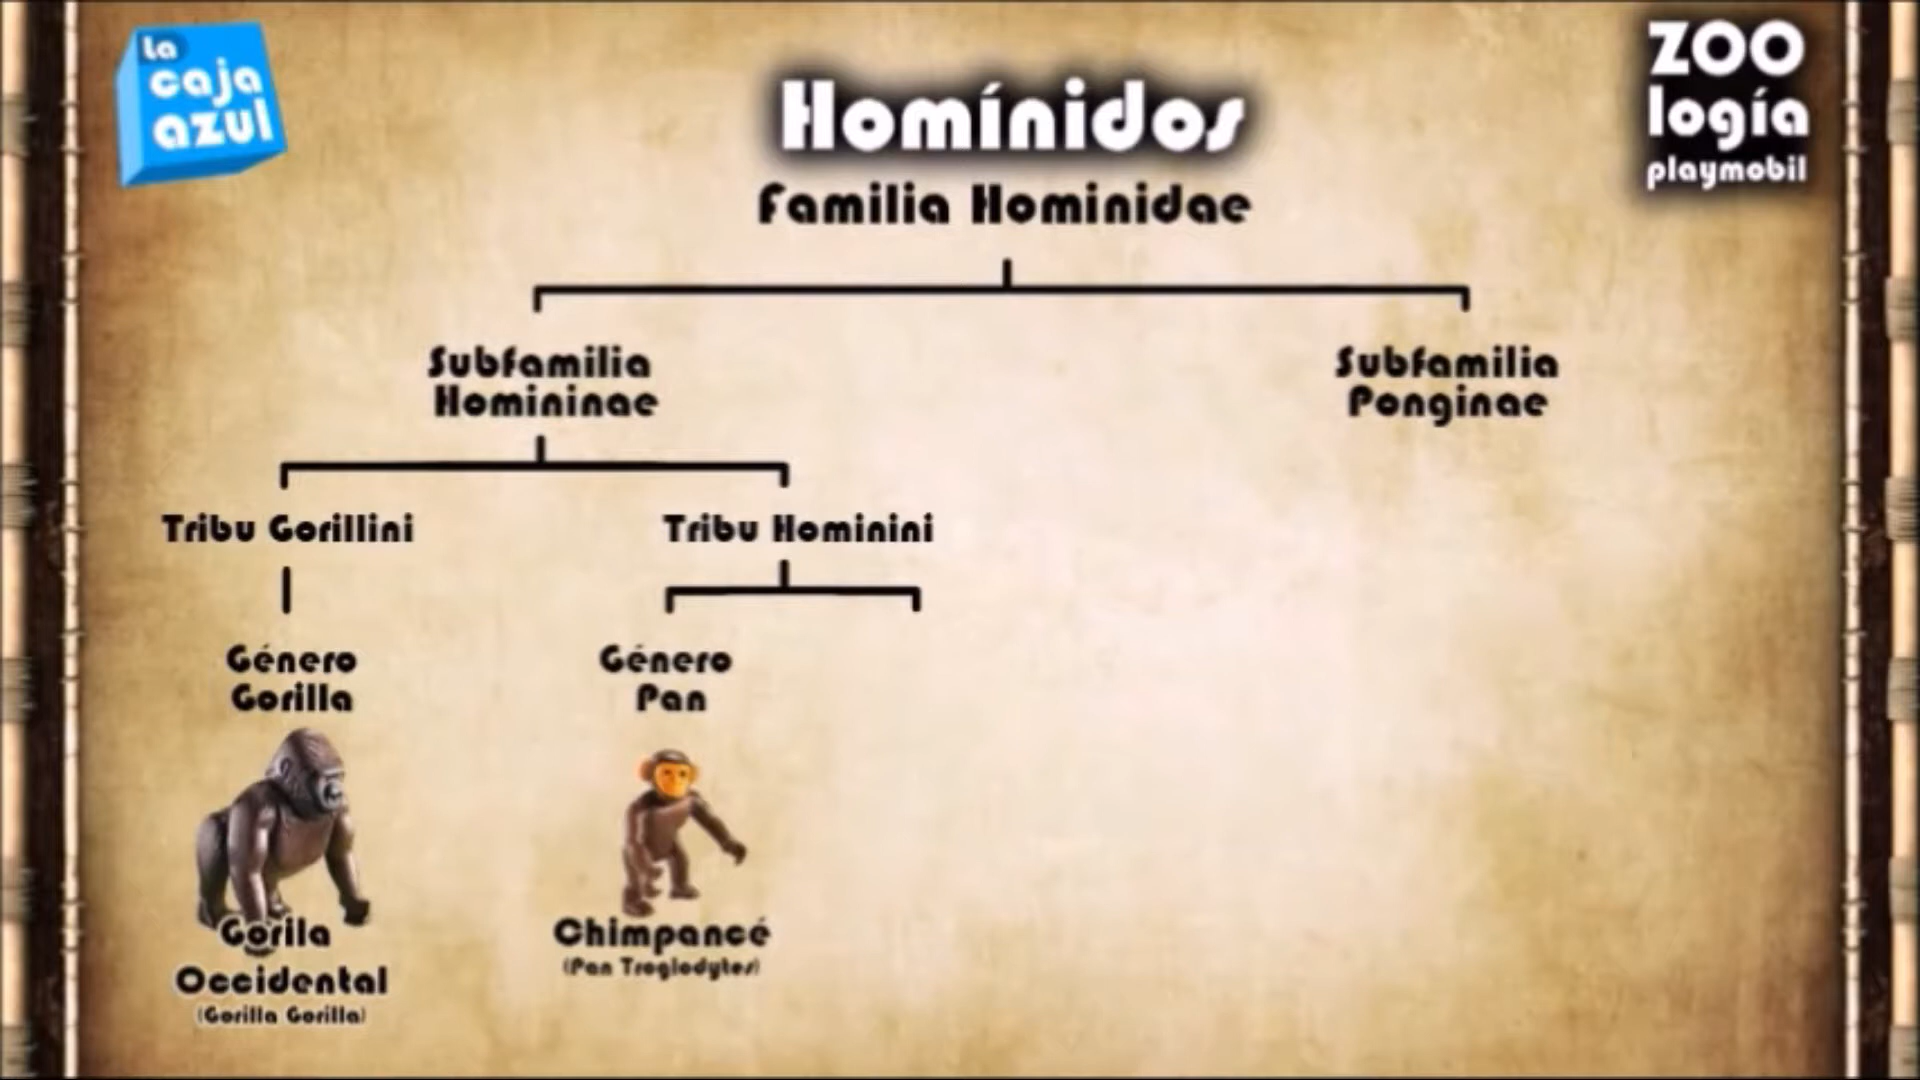 La
caja
azul
ZOO
logía
playmobil
Homínidos
Familia Hominidae
Subfamilia
Homininae
Subfamilia
Ponginae
Tribu Gorillini
Tribu Hominini
Género
Gorilla
Género
Pan
Gorila
Occidental
(Gorilla Gorilla)
Chimpancé
(Pan Troglodytes)